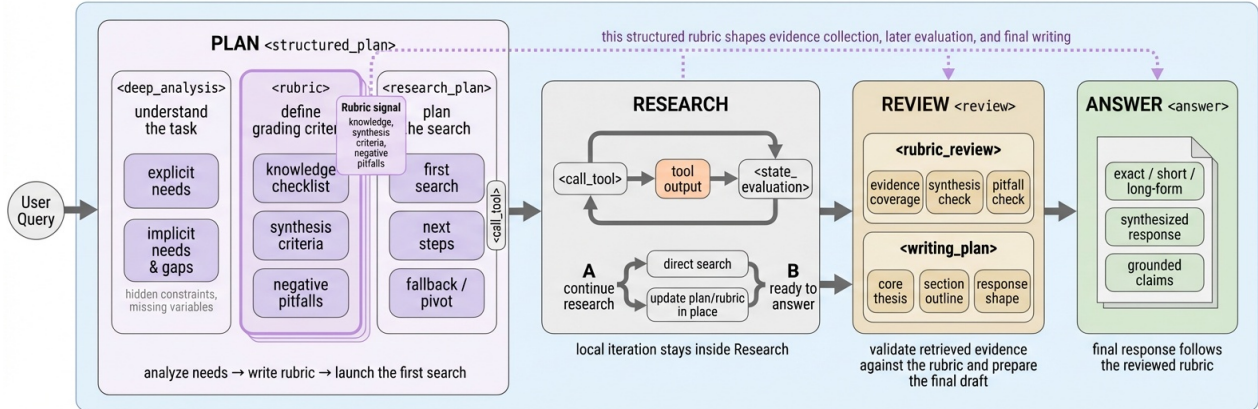 this structured rubric shapes evidence collection, later evaluation, and final writing
User
Query
PLAN <structured_plan>
<deep_analysis>
understand
the task
explicit
needs
implicit
needs
& gaps
hidden constraints,
missing variables
<rubric>
define
knowledge
checklist
synthesis
criteria
negative
pitfalls
Rubric signal
knowledge,
synthesis
criteria,
negative
pitfalls
<research_plan>
plan
search
first
search
next
steps
fallback /
pivot
<call_tool>
analyze needs → write rubric → launch the first search
RESEARCH
<call_tool>
tool
output
<state_
evaluation>
A
continue
research
direct search
update plan/rubric
in place
B
ready to
answer
local iteration stays inside Research
REVIEW <review>
<rubric_review>
evidence
coverage
synthesis
check
pitfall
check
<writing_plan>
core
thesis
section
outline
response
shape
validate retrieved evidence
against the rubric and prepare
the final draft
ANSWER <answer>
exact / short /
long-form
synthesized
response
grounded
claims
final response follows
the reviewed rubric